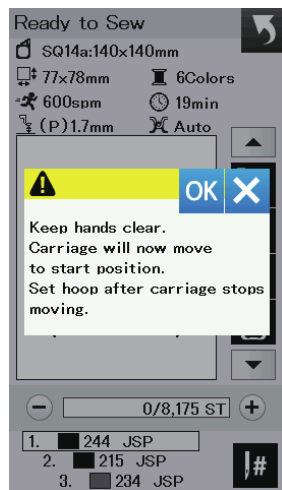 Ready to Sew
SQ14a:140×140mm
77×78mm 6Colors
600spm 19min
(P)1.7mm Auto
OK
Keep hands clear.
Carriage will now move
to start position.
Set hoop after carriage stops
moving.
0/8,175 ST
1. 244 JSP
2. 215 JSP
3. 234 JSP
#